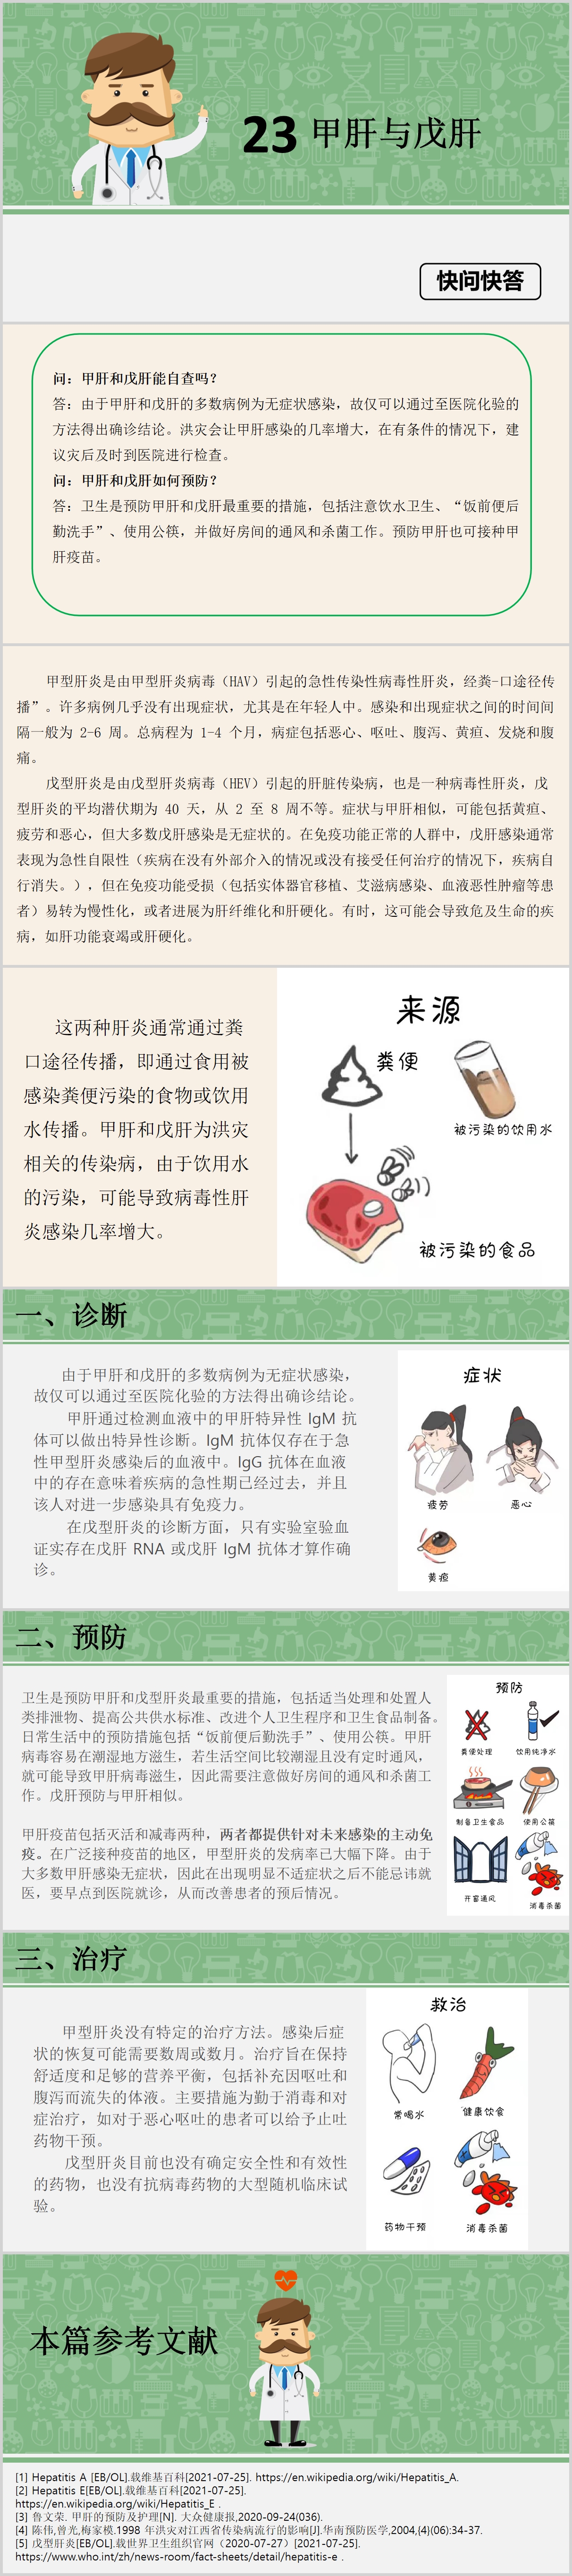 23 甲肝与戊肝
快问快答
问：甲肝和戊肝能自查吗？
答：由于甲肝和戊肝的多数病例为无症状感染，故仅可以通过至医院化验的
方法得出确诊结论。洪灾会让甲肝感染的几率增大，在有条件的情况下，建
议灾后及时到医院进行检查。
问：甲肝和戊肝如何预防？
答：卫生是预防甲肝和戊肝最重要的措施，包括注意饮水卫生、“饭前便后
勤洗手”、使用公筷，并做好房间的通风和杀菌工作。预防甲肝也可接种甲
肝疫苗。
甲型肝炎是由甲型肝炎病毒（HAV）引起的急性传染性病毒性肝炎，经粪-口途径传
播”。许多病例几乎没有出现症状，尤其是在年轻人中。感染和出现症状之间的时间间
隔一般为 2-6 周。总病程为 1-4 个月，病症包括恶心、呕吐、腹泻、黄疸、发烧和腹
痛。
戊型肝炎是由戊型肝炎病毒（HEV）引起的肝脏传染病，也是一种病毒性肝炎，戊
型肝炎的平均潜伏期为 40 天，从 2 至 8 周不等。症状与甲肝相似，可能包括黄疸、
疲劳和恶心，但大多数戊肝感染是无症状的。在免疫功能正常的人群中，戊肝感染通常
表现为急性自限性（疾病在没有外部介入的情况或没有接受任何治疗的情况下，疾病自
行消失。），但在免疫功能受损（包括实体器官移植、艾滋病感染、血液恶性肿瘤等患
者）易转为慢性化，或者进展为肝纤维化和肝硬化。有时，这可能会导致危及生命的疾
病，如肝功能衰竭或肝硬化。
这两种肝炎通常通过粪
口途径传播，即通过食用被
感染粪便污染的食物或饮用
水传播。甲肝和戊肝为洪灾
相关的传染病，由于饮用水
的污染，可能导致病毒性肝
炎感染几率增大。
来源
粪便
被污染的饮用水
被污染的食品
一、诊断
由于甲肝和戊肝的多数病例为无症状感染，
故仅可以通过至医院化验的方法得出确诊结论。
甲肝通过检测血液中的甲肝特异性 IgM 抗
体可以做出特异性诊断。IgM 抗体仅存在于急
性甲型肝炎感染后的血液中。IgG 抗体在血液
中的存在意味着疾病的急性期已经过去，并且
该人对进一步感染具有免疫力。
在戊型肝炎的诊断方面，只有实验室验血
证实存在戊肝 RNA 或戊肝 IgM 抗体才算作确
诊。
症状
疲劳
恶心
黄疸
二、预防
卫生是预防甲肝和戊型肝炎最重要的措施，包括适当处理和处置人
类排泄物、提高公共供水标准、改进个人卫生程序和卫生食品制备。
日常生活中的预防措施包括“饭前便后勤洗手”、使用公筷。甲肝
病毒容易在潮湿地方滋生，若生活空间比较潮湿且没有定时通风，
就可能导致甲肝病毒滋生，因此需要注意做好房间的通风和杀菌工
作。戊肝预防与甲肝相似。
甲肝疫苗包括灭活和减毒两种，两者都提供针对未来感染的主动免
疫。在广泛接种疫苗的地区，甲型肝炎的发病率已大幅下降。由于
大多数甲肝感染无症状，因此在出现明显不适症状之后不能忌讳就
医，要早点到医院就诊，从而改善患者的预后情况。
预防
粪便处理
饮用纯净水
制备卫生食品
使用公筷
开窗通风
消毒杀菌
三、治疗
甲型肝炎没有特定的治疗方法。感染后症
状的恢复可能需要数周或数月。治疗旨在保持
舒适度和足够的营养平衡，包括补充因呕吐和
腹泻而流失的体液。主要措施为勤于消毒和对
症治疗，如对于恶心呕吐的患者可以给予止吐
药物干预。
戊型肝炎目前也没有确定安全性和有效性
的药物，也没有抗病毒药物的大型随机临床试
验。
救治
常喝水
健康饮食
药物干预
消毒杀菌
本篇参考文献
[1] Hepatitis A [EB/OL].载维基百科[2021-07-25]. https://en.wikipedia.org/wiki/Hepatitis_A.
[2] Hepatitis E[EB/OL].载维基百科[2021-07-25].
https://en.wikipedia.org/wiki/Hepatitis_E .
[3] 鲁文荣. 甲肝的预防及护理[N]. 大众健康报,2020-09-24(036).
[4] 陈伟,曾光,梅家模.1998 年洪灾对江西省传染病流行的影响[J].华南预防医学,2004,(4)(06):34-37.
[5] 戊型肝炎[EB/OL].载世界卫生组织官网（2020-07-27）[2021-07-25].
https://www.who.int/zh/news-room/fact-sheets/detail/hepatitis-e .